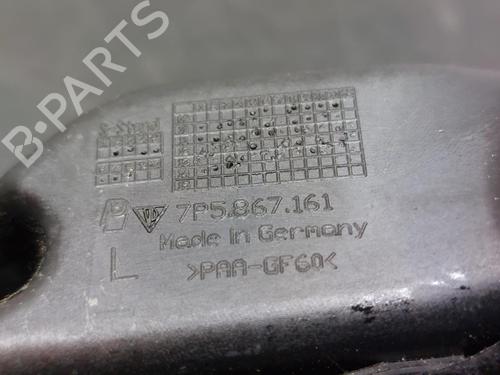 B-PARTS
7P5.867.161
Made in Germany
L
>PAA-GF60<